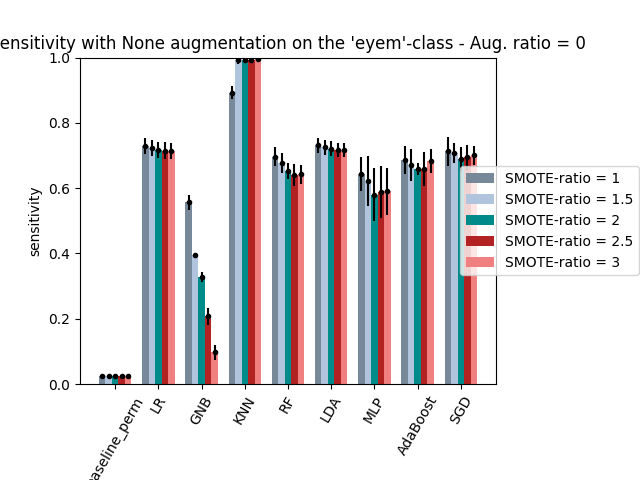 ensitivity with None augmentation on the 'eyem'-class - Aug. ratio = 0
1.0
0.8
0.6
0.4
0.2
0.0
sensitivity
SMOTE-ratio = 1
SMOTE-ratio = 1.5
SMOTE-ratio = 2
SMOTE-ratio = 2.5
SMOTE-ratio = 3
aseline_perm
LR
GNB
KNN
RF
LDA
MLP
AdaBoost
SGD